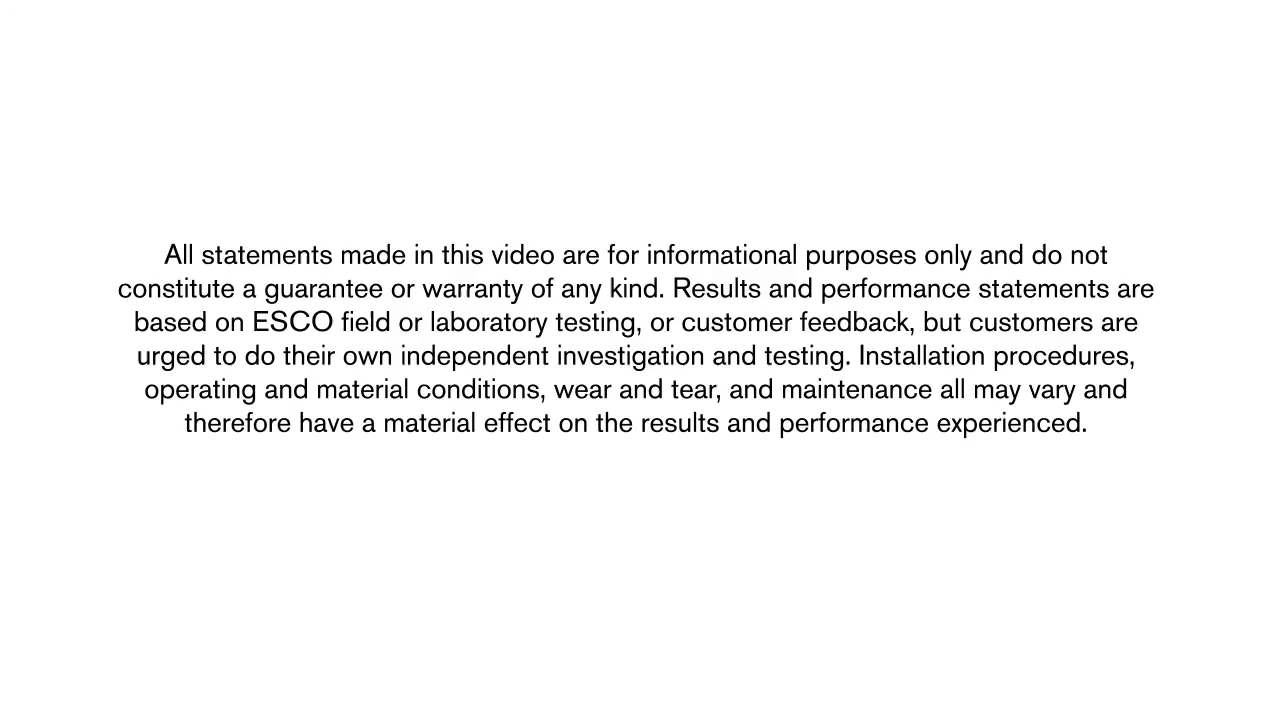 All statements made in this video are for informational purposes only and do not
constitute a guarantee or warranty of any kind. Results and performance statements are
based on ESCO field or laboratory testing, or customer feedback, but customers are
urged to do their own independent investigation and testing. Installation procedures,
operating and material conditions, wear and tear, and maintenance all may vary and
therefore have a material effect on the results and performance experienced.